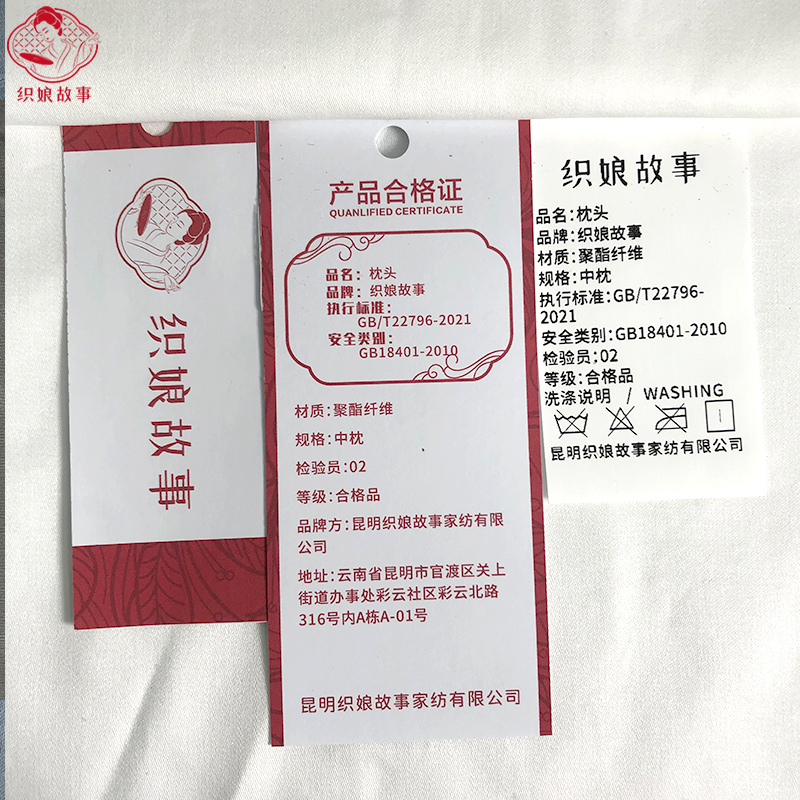 织娘故事
织娘故事
产品合格证
QUANLIFIED CERTIFICATE
品名：枕头
品牌：织娘故事
执行标准：
GB/T22796-2021
安全类别：
GB18401-2010
材质：聚酯纤维
规格：中枕
检验员：02
等级：合格品
品牌方：昆明织娘故事家纺有限
公司
地址：云南省昆明市官渡区关上
街道办事处彩云社区彩云北路
316号内A栋A-01号
昆明织娘故事家纺有限公司
织娘故事
品名：枕头
品牌：织娘故事
材质：聚酯纤维
规格：中枕
执行标准：GB/T22796-
2021
安全类别：GB18401-2010
检验员：02
等级：合格品
洗涤说明 / WASHING
昆明织娘故事家纺有限公司